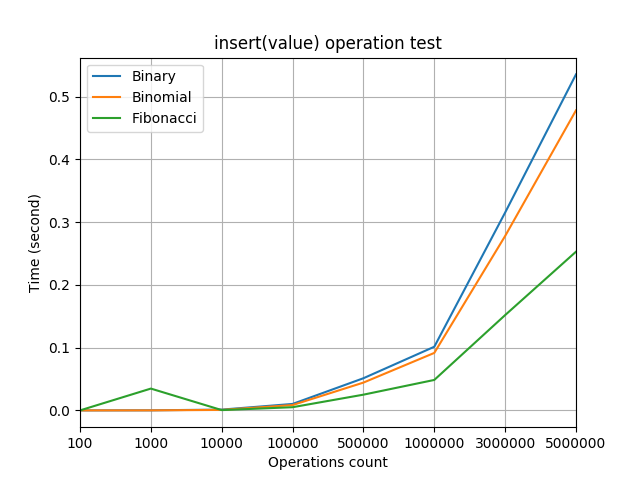 insert(value) operation test
Binary
Binomial
Fibonacci
Time (second)
0.5
0.4
0.3
0.2
0.1
0.0
100 1000 10000 100000 500000 1000000 3000000 5000000
Operations count